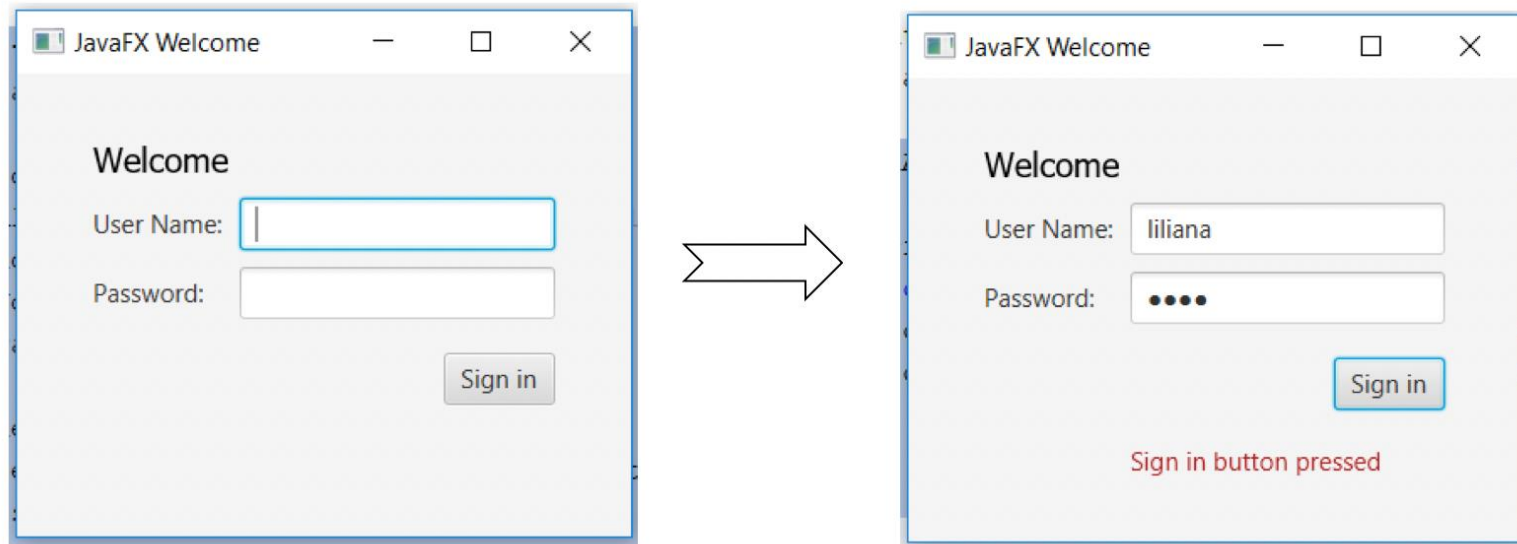 JavaFX Welcome
Welcome
User Name:
Password:
Sign in
JavaFX Welcome
Welcome
User Name: liliana
Password: ●●●●
Sign in
Sign in button pressed